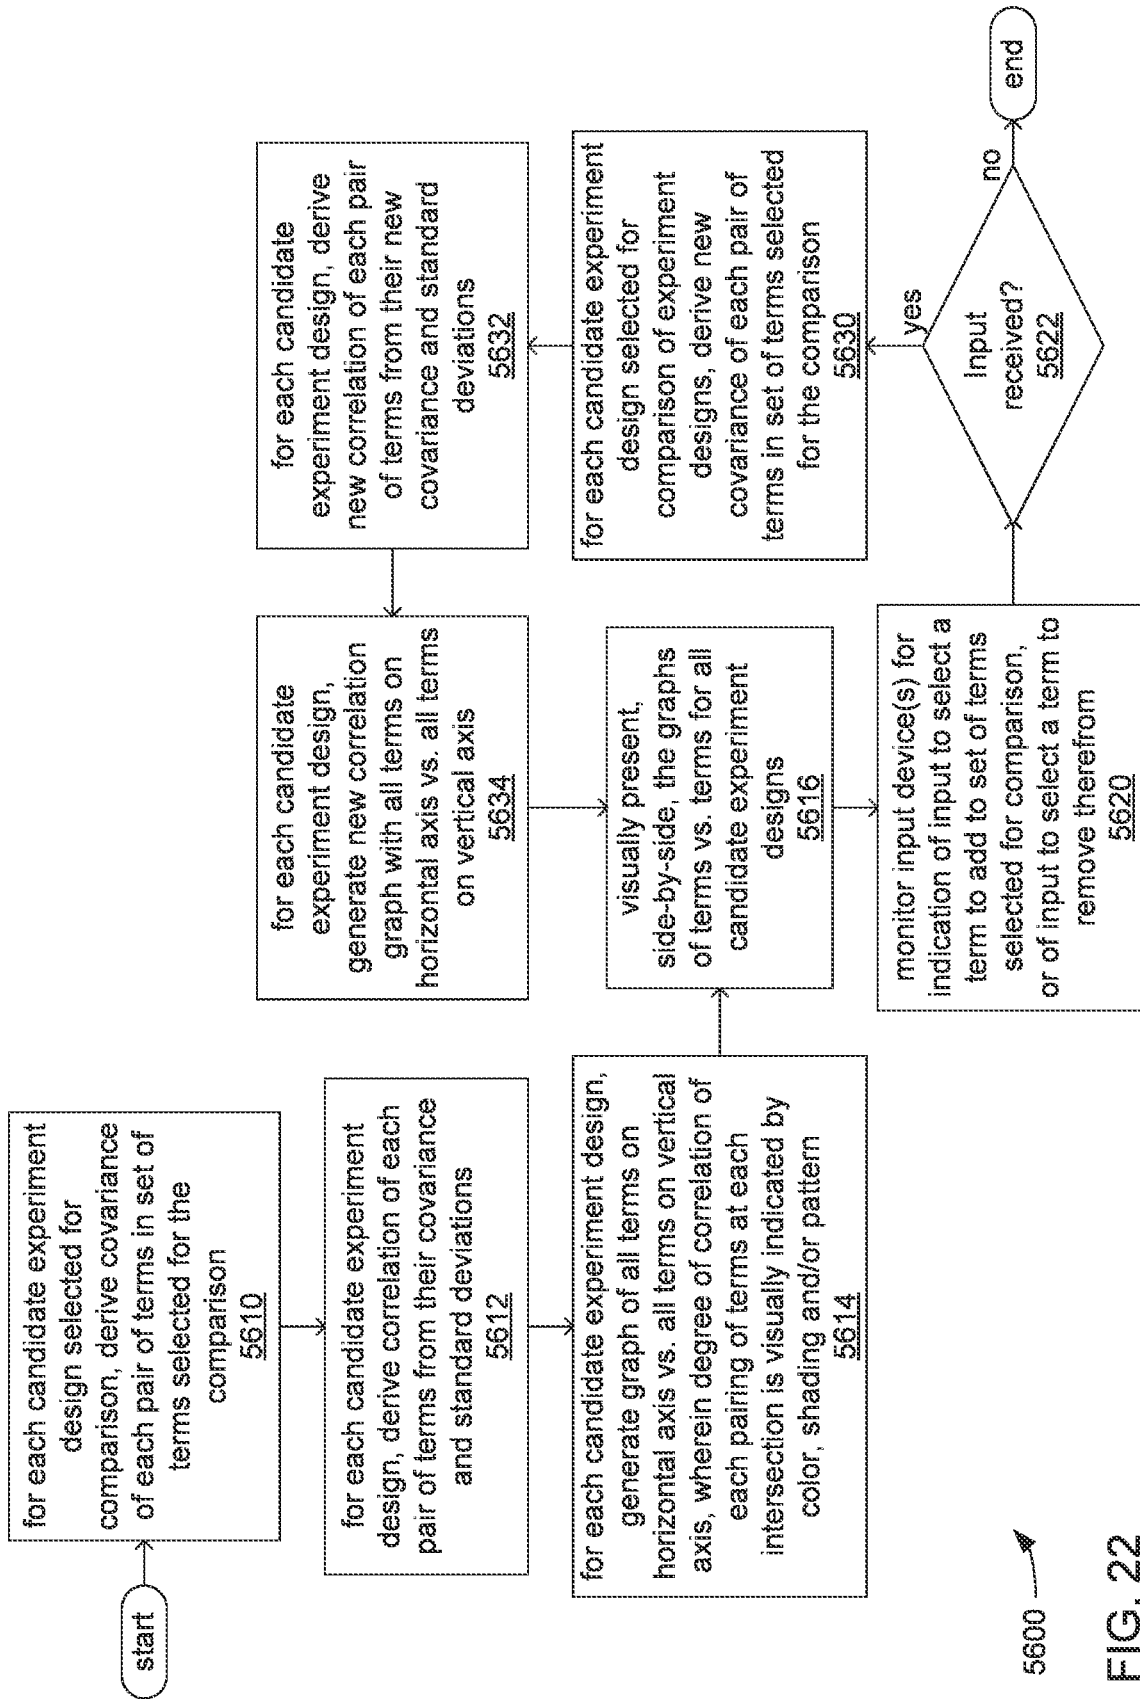 start
for each candidate experiment
design selected for
comparison, derive covariance
of each pair of terms in set of
terms selected for the
comparison
5610
for each candidate experiment
design, derive correlation of each
pair of terms from their covariance
and standard deviations
5612
for each candidate experiment design,
generate graph of all terms on
horizontal axis vs. all terms on vertical
axis, wherein degree of correlation of
each pairing of terms at each
intersection is visually indicated by
color, shading and/or pattern
5614
visually present,
side-by-side, the graphs
of terms vs. terms for all
candidate experiment
designs
5616
monitor input device(s) for
indication of input to select a
term to add to set of terms
selected for comparison,
or of input to select a term to
remove therefrom
5620
Input
received?
5622
yes
no
end
for each candidate experiment
design selected for
comparison of experiment
designs, derive new
covariance of each pair of
terms in set of terms selected
for the comparison
5630
for each candidate
experiment design, derive
new correlation of each pair
of terms from their new
covariance and standard
deviations
5632
for each candidate
experiment design,
generate new correlation
graph with all terms on
horizontal axis vs. all terms
on vertical axis
5634
5600
FIG. 22